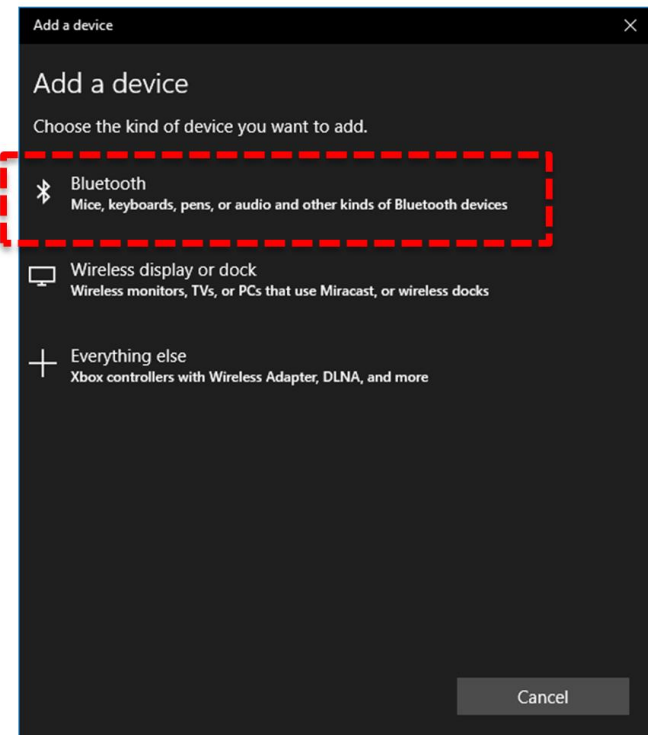 Add a device
Add a device
Choose the kind of device you want to add.
Bluetooth
Mice, keyboards, pens, or audio and other kinds of Bluetooth devices
Wireless display or dock
Wireless monitors, TVs, or PCs that use Miracast, or wireless docks
Everything else
Xbox controllers with Wireless Adapter, DLNA, and more
Cancel